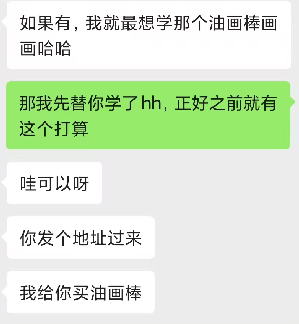 如果有，我就最想学那个油画棒画
画哈哈
那我先替你学了hh，正好之前就有
这个打算
哇可以呀
你发个地址过来
我给你买油画棒